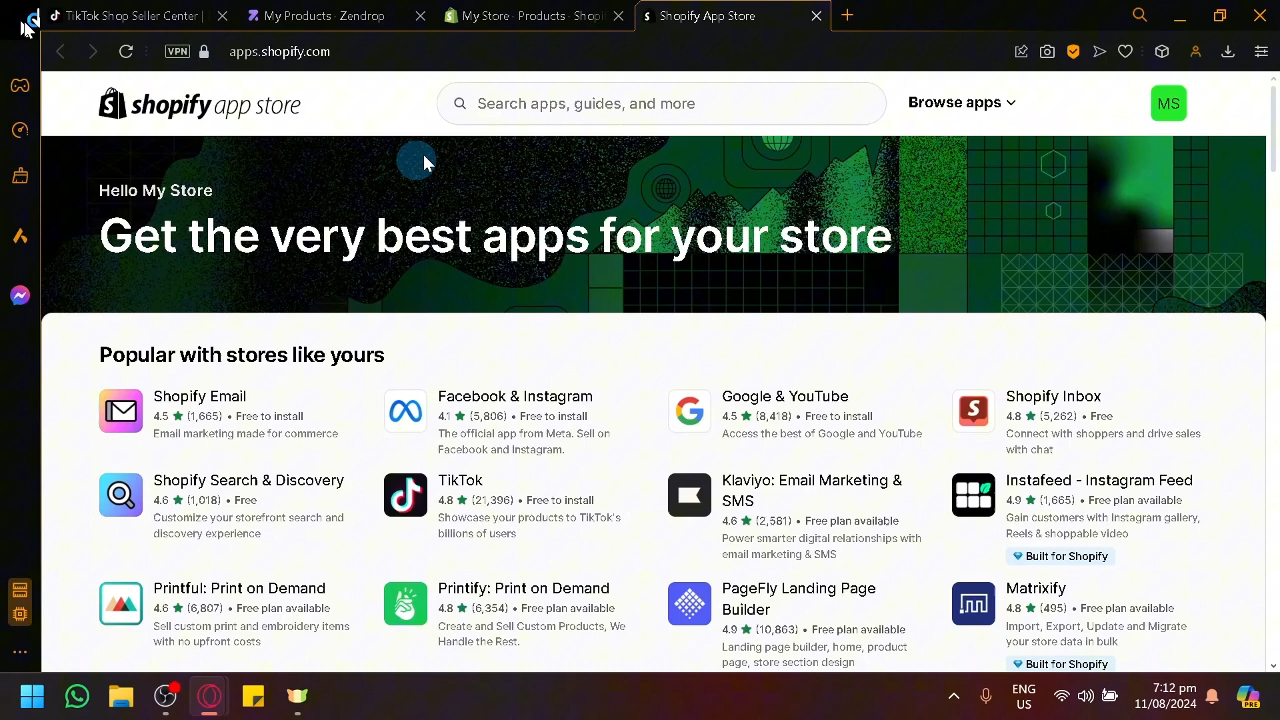 TikTok Shop Seller Center |
My Products - Zendrop
My Store · Products · Shopi
Shopify App Store
VPN
apps.shopify.com
shopify app store
Search apps, guides, and more
Browse apps
MS
Hello My Store
Get the very best apps for your store
Popular with stores like yours
Shopify Email
4.5 ★ (1,665) • Free to install
Email marketing made for commerce
Facebook & Instagram
4.1 ★ (5,806) • Free to install
The official app from Meta. Sell on
Facebook and Instagram.
Google & YouTube
4.5 ★ (8,418) • Free to install
Access the best of Google and YouTube
Shopify Inbox
4.8 ★ (5,262) • Free
Connect with shoppers and drive sales
with chat
Shopify Search & Discovery
4.6 ★ (1,018) • Free
Customize your storefront search and
discovery experience
TikTok
4.8 ★ (21,396) • Free to install
Showcase your products to TikTok's
billions of users
Klaviyo: Email Marketing &
SMS
4.6 ★ (2,581) • Free plan available
Power smarter digital relationships with
email marketing & SMS
Instafeed - Instagram Feed
4.9 ★ (1,665) • Free plan available
Gain customers with Instagram gallery,
Reels & shoppable video
Built for Shopify
Printful: Print on Demand
4.6 ★ (6,807) • Free plan available
Sell custom print and embroidery items
with no upfront costs
Printify: Print on Demand
4.8 ★ (6,354) • Free plan available
Create and Sell Custom Products, We
Handle the Rest.
PageFly Landing Page
Builder
4.9 ★ (10,863) • Free plan available
Landing page builder, home, product
page, store section design
Matrixify
4.8 ★ (495) • Free plan available
Import, Export, Update and Migrate
your store data in bulk
Built for Shopify
ENG
US
7:12 pm
11/08/2024
PRE